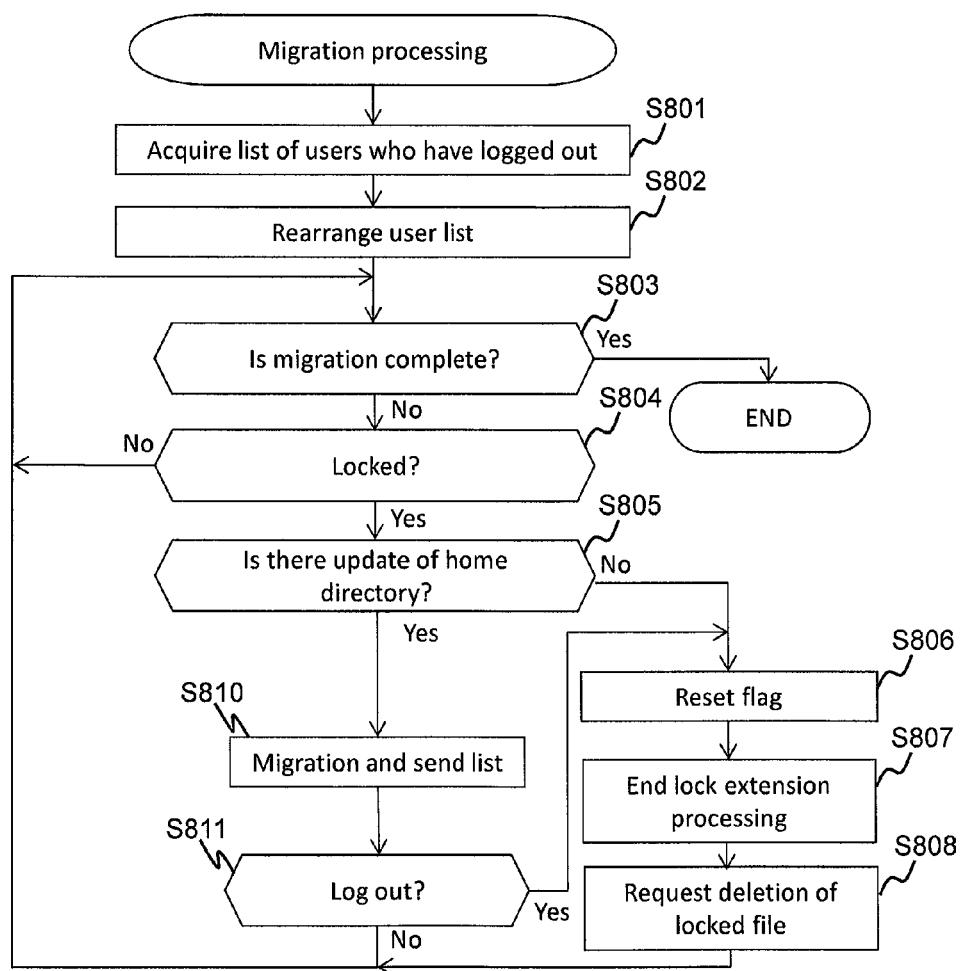 Migration processing
S801
Acquire list of users who have logged out
S802
Rearrange user list
S803
Is migration complete?
Yes
END
No
S804
Locked?
No
Yes
S805
Is there update of home
directory?
No
Yes
S806
Reset flag
S810
Migration and send list
S807
End lock extension
processing
S811
Log out?
Yes
No
S808
Request deletion of
locked file